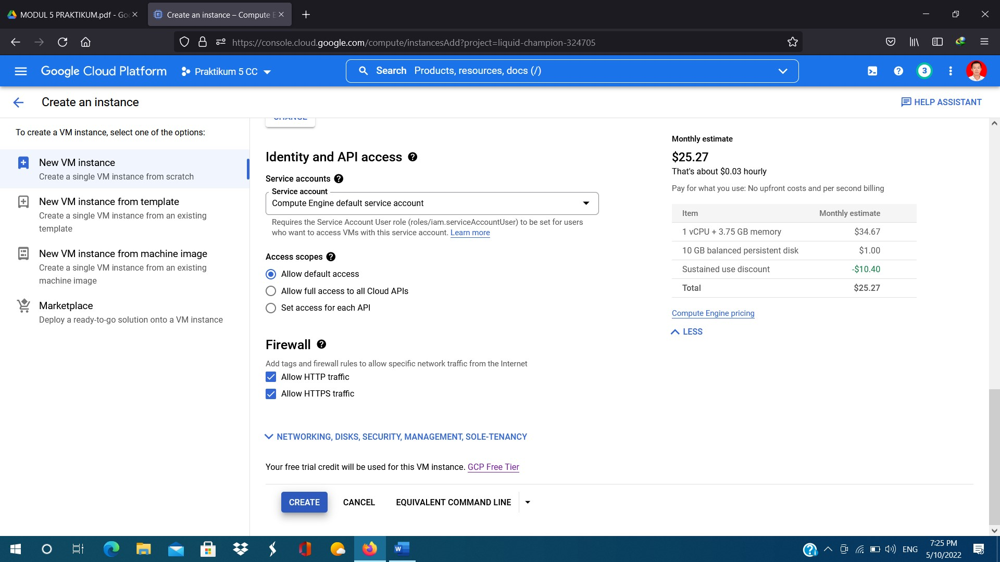 MODUL 5 PRAKTIKUM.pdf - Goo
Create an instance – Compute E
https://console.cloud.google.com/compute/instancesAdd?project=liquid-champion-324705
Google Cloud Platform
Praktikum 5 CC
Search Products, resources, docs (/)
3
Create an instance
HELP ASSISTANT
To create a VM instance, select one of the options:
New VM instance
Create a single VM instance from scratch
New VM instance from template
Create a single VM instance from an existing
template
New VM instance from machine image
Create a single VM instance from an existing
machine image
Marketplace
Deploy a ready-to-go solution onto a VM instance
CHANGE
Identity and API access
Service accounts
Service account
Compute Engine default service account
Requires the Service Account User role (roles/iam.serviceAccountUser) to be set for users
who want to access VMs with this service account. Learn more
Access scopes
Allow default access
Allow full access to all Cloud APIs
Set access for each API
Firewall
Add tags and firewall rules to allow specific network traffic from the Internet
Allow HTTP traffic
Allow HTTPS traffic
NETWORKING, DISKS, SECURITY, MANAGEMENT, SOLE-TENANCY
Your free trial credit will be used for this VM instance. GCP Free Tier
CREATE
CANCEL
EQUIVALENT COMMAND LINE
Monthly estimate
$25.27
That's about $0.03 hourly
Pay for what you use: No upfront costs and per second billing
Item Monthly estimate
1 vCPU + 3.75 GB memory $34.67
10 GB balanced persistent disk $1.00
Sustained use discount -$10.40
Total $25.27
Compute Engine pricing
LESS
ENG
7:25 PM
5/10/2022